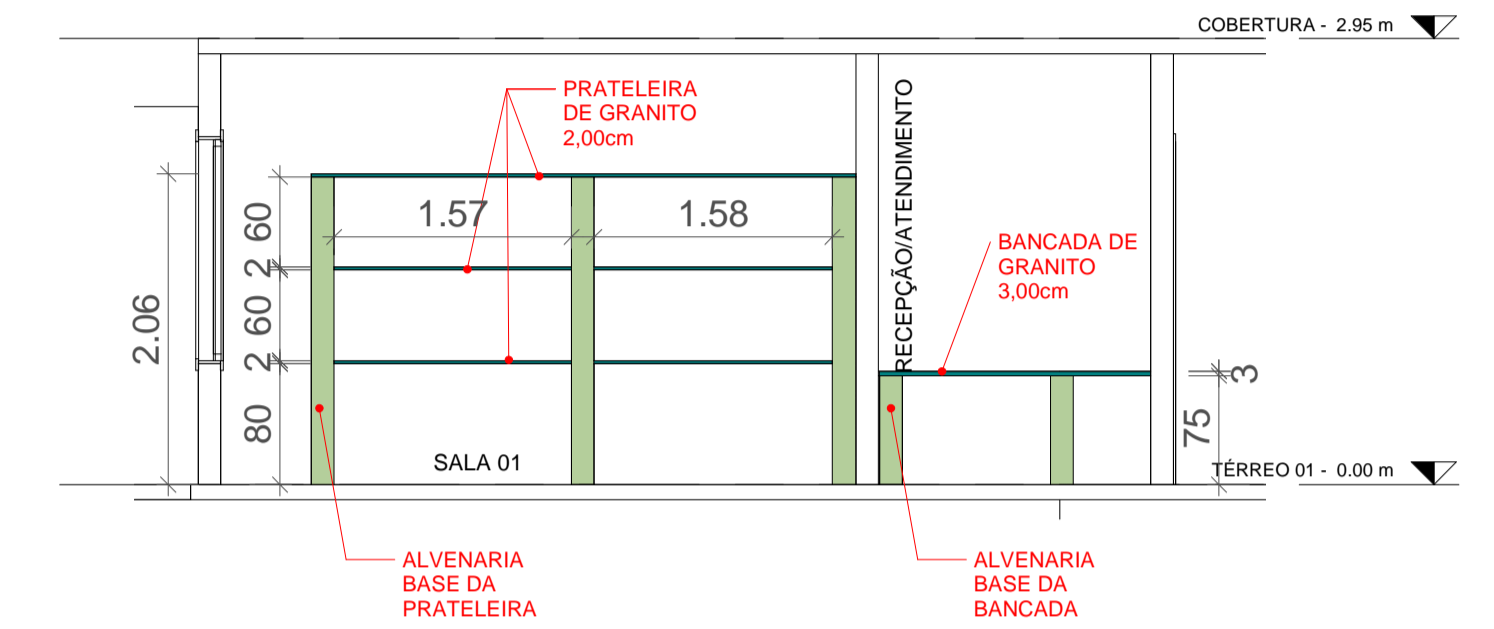 COBERTURA - 2.95 m
PRATELEIRA
DE GRANITO
2,00cm
RECEPÇÃO/ATENDIMENTO
1.57
1.58
60
2
60
2
80
2.06
BANCADA DE
GRANITO
3,00cm
3
75
SALA 01
TÉRREO 01 - 0.00 m
ALVENARIA
BASE DA
PRATELEIRA
ALVENARIA
BASE DA
BANCADA